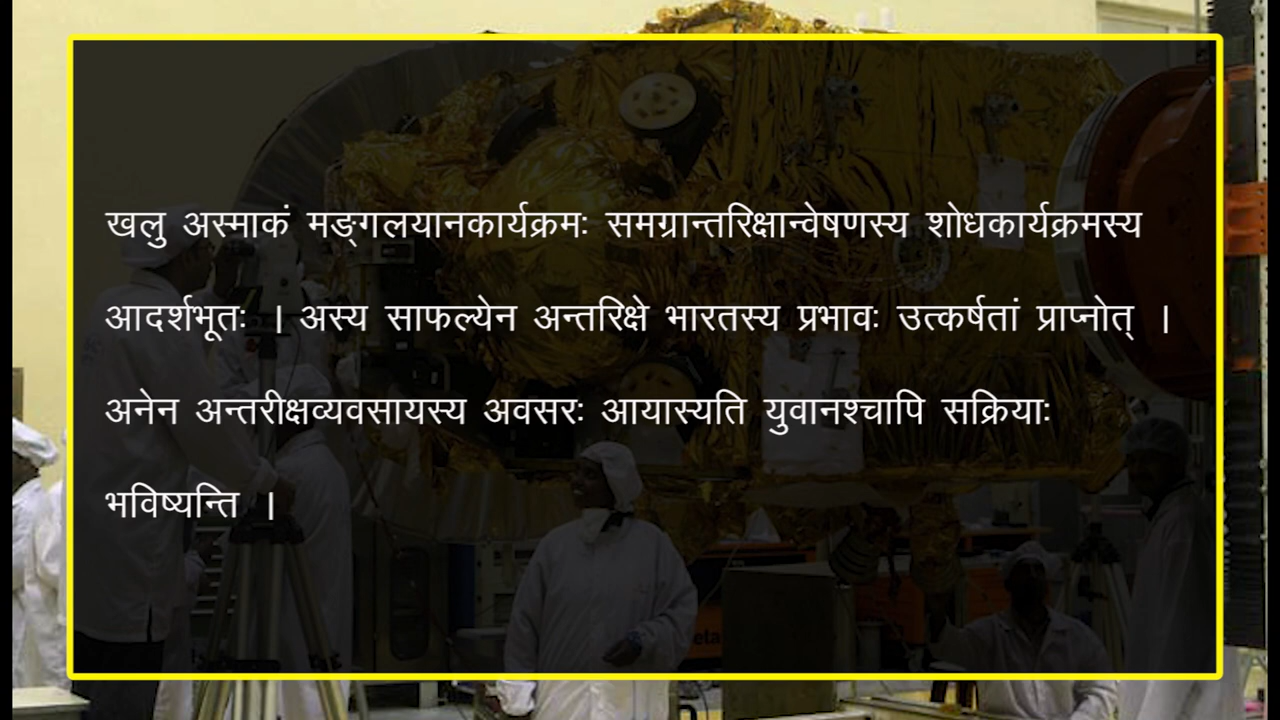 खलु अस्माकं मङ्गलयानकार्यक्रमः समग्रान्तरिक्षान्वेषणस्य शोधकार्यक्रमस्य
आदर्शभूतः । अस्य साफल्येन अन्तरिक्षे भारतस्य प्रभावः उत्कर्षतां प्राप्नोत् ।
अनेन अन्तरीक्षव्यवसायस्य अवसरः आयास्यति युवानश्चापि सक्रियाः
भविष्यन्ति ।